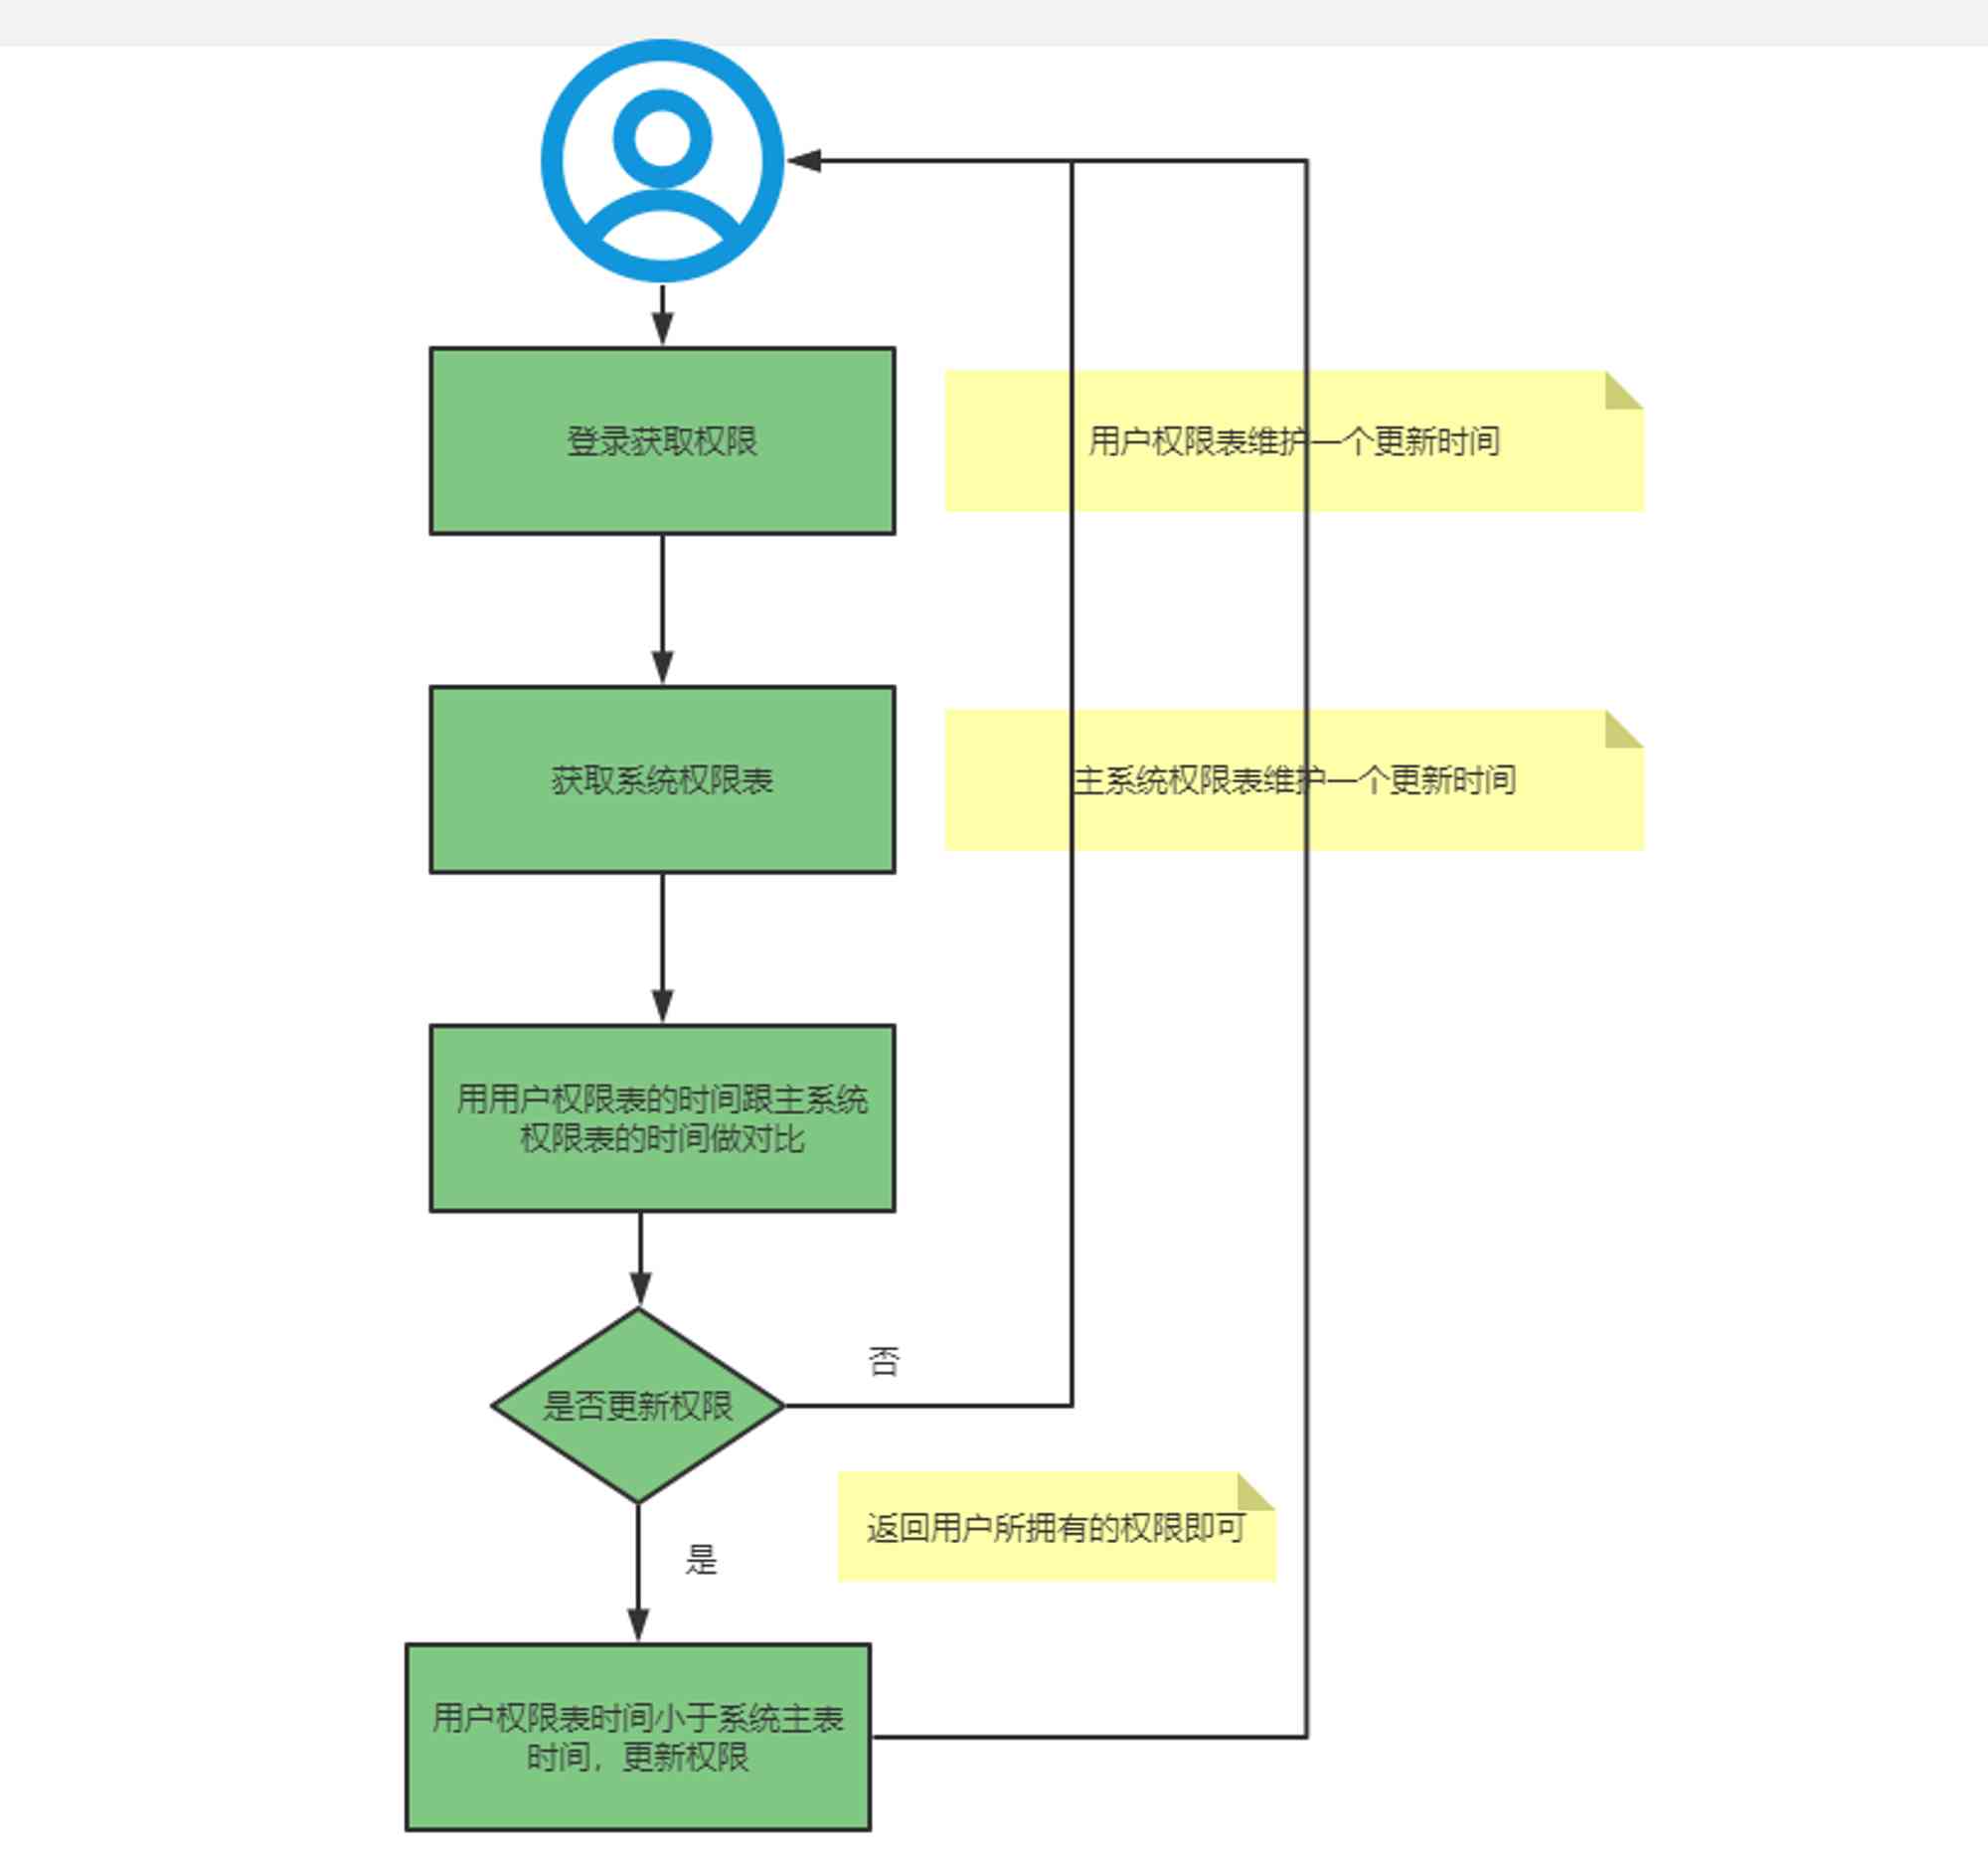 登录获取权限
用户权限表维护一个更新时间
获取系统权限表
主系统权限表维护一个更新时间
用用户权限表的时间跟主系统
权限表的时间做对比
否
是否更新权限
返回用户所拥有的权限即可
是
用户权限表时间小于系统主表
时间，更新权限